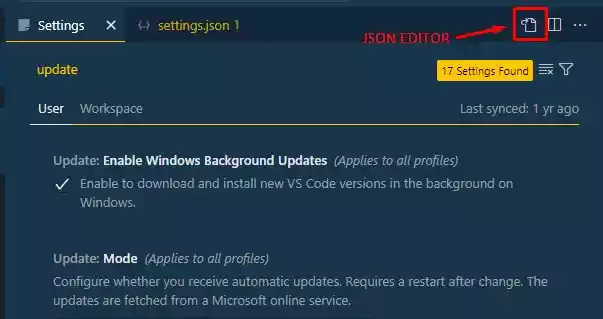 Settings
settings.json 1
JSON EDITOR
update
17 Settings Found
User Workspace Last synced: 1 yr ago
Update: Enable Windows Background Updates (Applies to all profiles)
Enable to download and install new VS Code versions in the background on
Windows.
Update: Mode (Applies to all profiles)
Configure whether you receive automatic updates. Requires a restart after change. The
updates are fetched from a Microsoft online service.